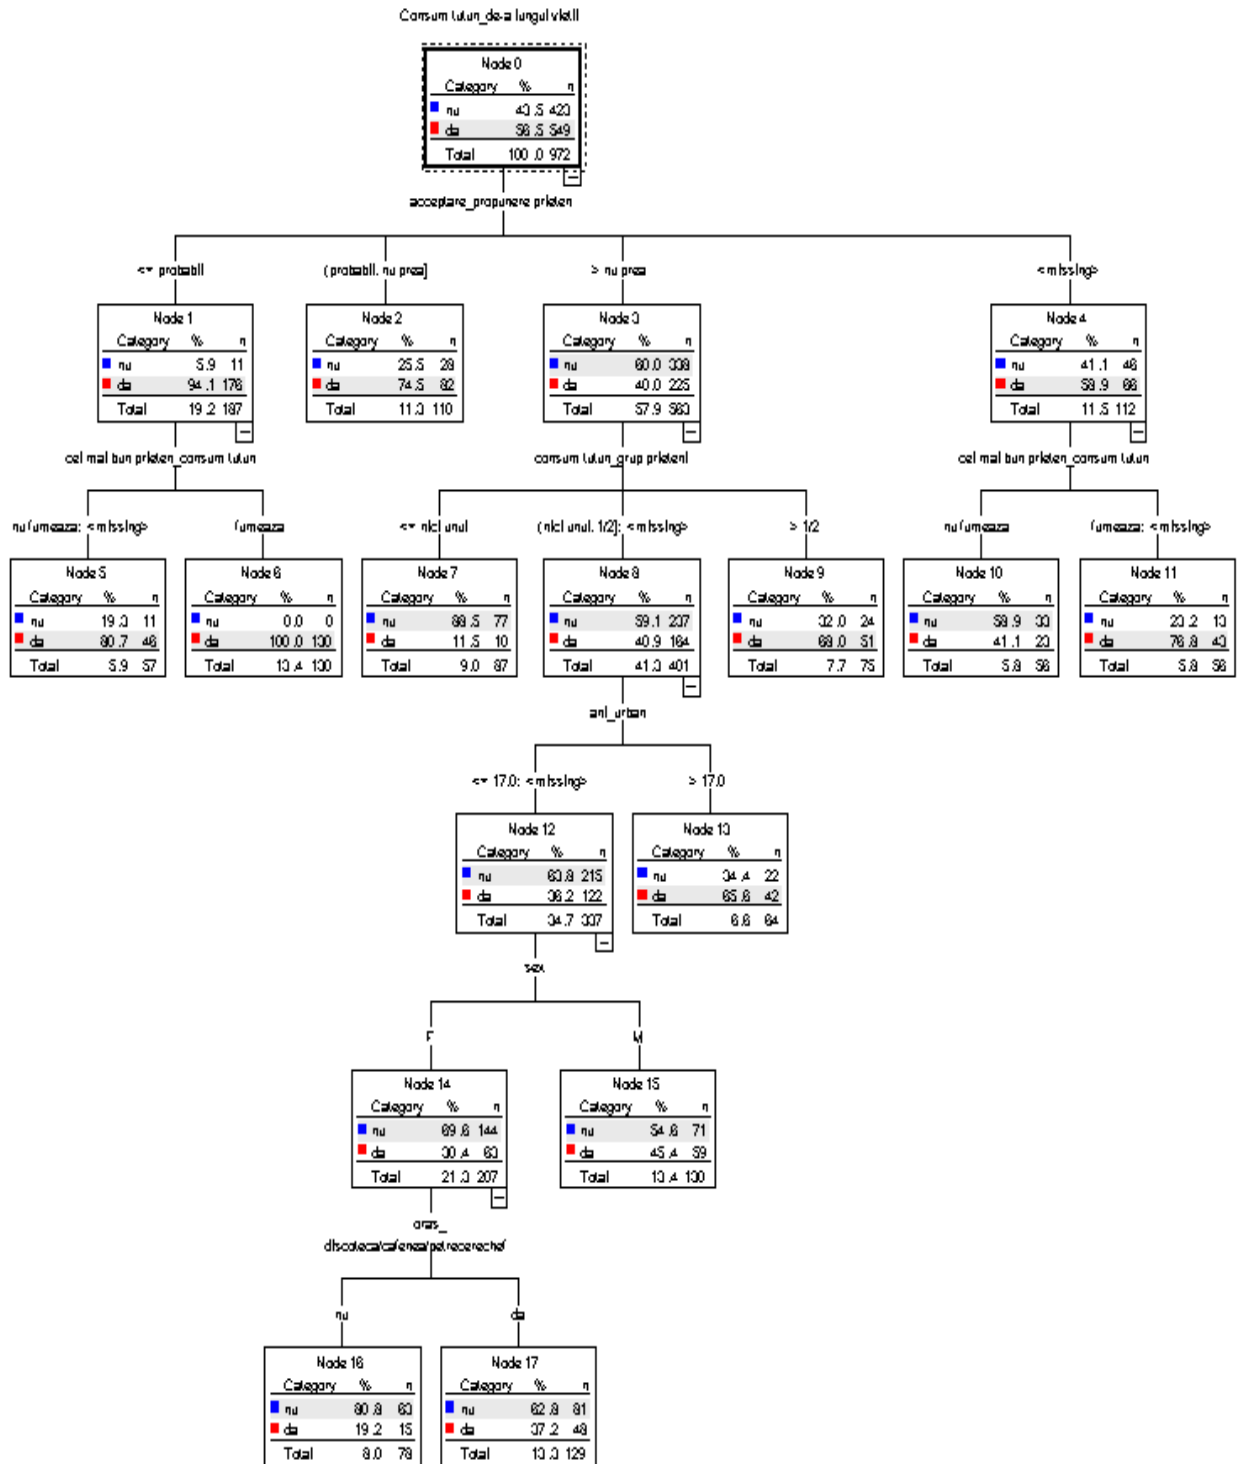 Consum tutun_de-a lungul vietii
Node 0
Category % n
nu 43.5 423
da 56.5 549
Total 100.0 972
acceptare_propunere prieten
<= probabil
(probabil, nu prea]
> nu prea
<missing>
Node 1
Category % n
nu 5.9 11
da 94.1 176
Total 19.2 187
Node 2
Category % n
nu 25.5 28
da 74.5 82
Total 11.3 110
Node 3
Category % n
nu 60.0 338
da 40.0 225
Total 57.9 563
Node 4
Category % n
nu 41.1 46
da 58.9 66
Total 11.5 112
cel mai bun prieten_consum tutun
consum tutun_grup prieteni
cel mai bun prieten_consum tutun
nu fumeaza; <missing>
fumeaza
<= nici unul
(nici unul, 1/2]; <missing>
> 1/2
nu fumeaza
fumeaza; <missing>
Node 5
Category % n
nu 19.3 11
da 80.7 46
Total 5.9 57
Node 6
Category % n
nu 0.0 0
da 100.0 130
Total 13.4 130
Node 7
Category % n
nu 88.5 77
da 11.5 10
Total 9.0 87
Node 8
Category % n
nu 59.1 237
da 40.9 164
Total 41.3 401
Node 9
Category % n
nu 32.0 24
da 68.0 51
Total 7.7 75
Node 10
Category % n
nu 58.9 33
da 41.1 23
Total 5.8 56
Node 11
Category % n
nu 23.2 13
da 76.8 43
Total 5.8 56
ani_urban
<= 17.0; <missing>
> 17.0
Node 12
Category % n
nu 63.8 215
da 36.2 122
Total 34.7 337
Node 13
Category % n
nu 34.4 22
da 65.6 42
Total 6.6 64
sex
F
M
Node 14
Category % n
nu 69.6 144
da 30.4 63
Total 21.3 207
Node 15
Category % n
nu 54.6 71
da 45.4 59
Total 13.4 130
oras_
discoteca/cafenea/petrecerechef
nu
da
Node 16
Category % n
nu 80.8 63
da 19.2 15
Total 8.0 78
Node 17
Category % n
nu 62.8 81
da 37.2 48
Total 13.3 129